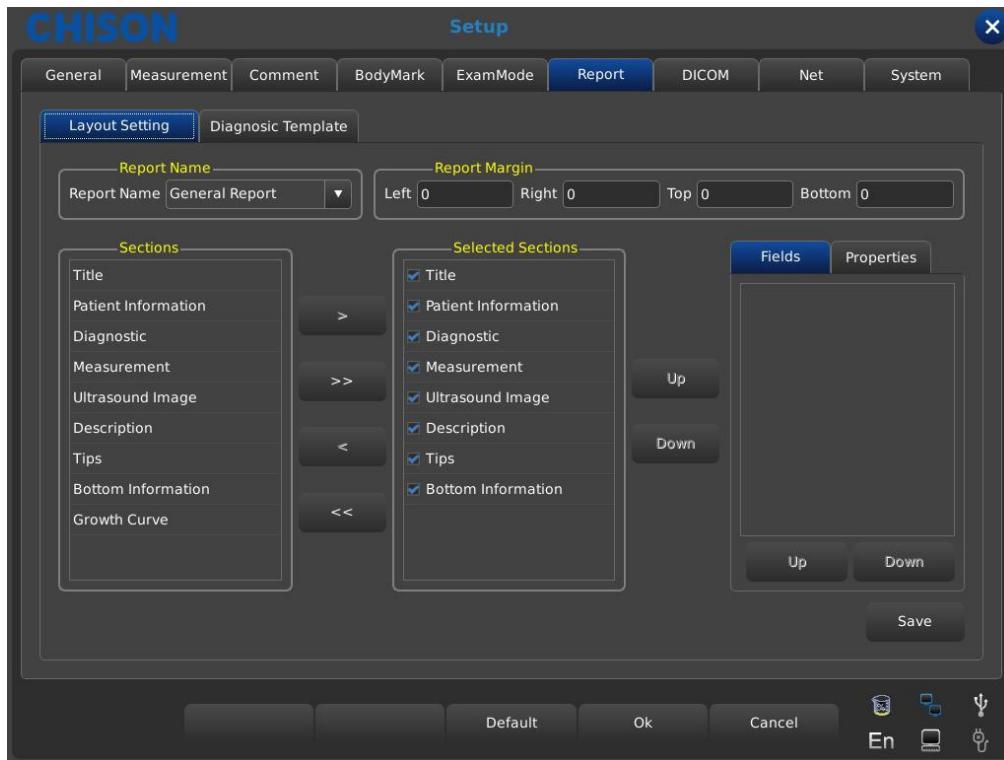 CHISON
Setup
General Measurement Comment BodyMark ExamMode Report DICOM Net System
Layout Setting Diagnosic Template
Report Name
Report Name General Report
Report Margin
Left 0 Right 0 Top 0 Bottom 0
Sections
Title
Patient Information
Diagnostic
Measurement
Ultrasound Image
Description
Tips
Bottom Information
Growth Curve
>
>>
<
<<
Selected Sections
Title
Patient Information
Diagnostic
Measurement
Ultrasound Image
Description
Tips
Bottom Information
Up
Down
Fields Properties
Up Down
Save
Default Ok Cancel
En